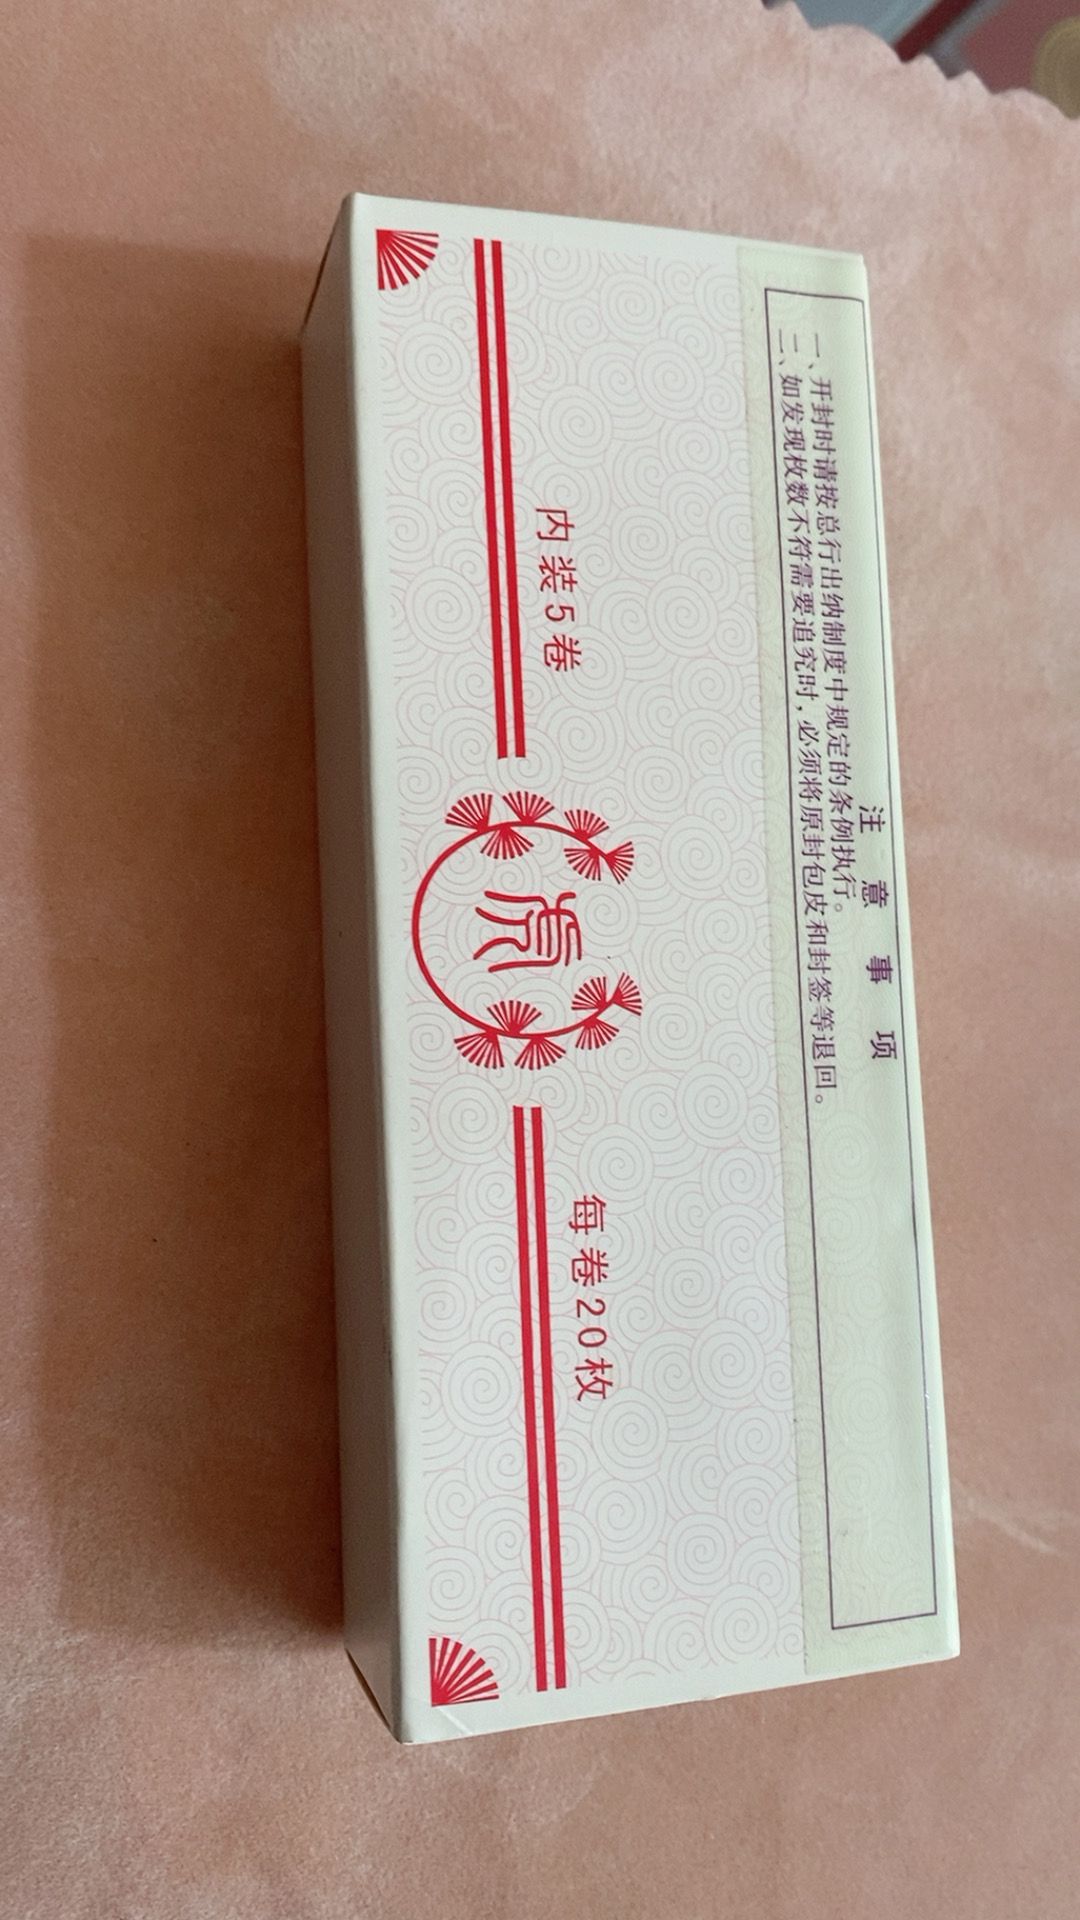 注意事项
一、开封时请按总行出纳制度中规定的条例执行。
二、如发现枚数不符需要追究时，必须将原封包皮和封签等退回。
内装5卷
每卷20枚